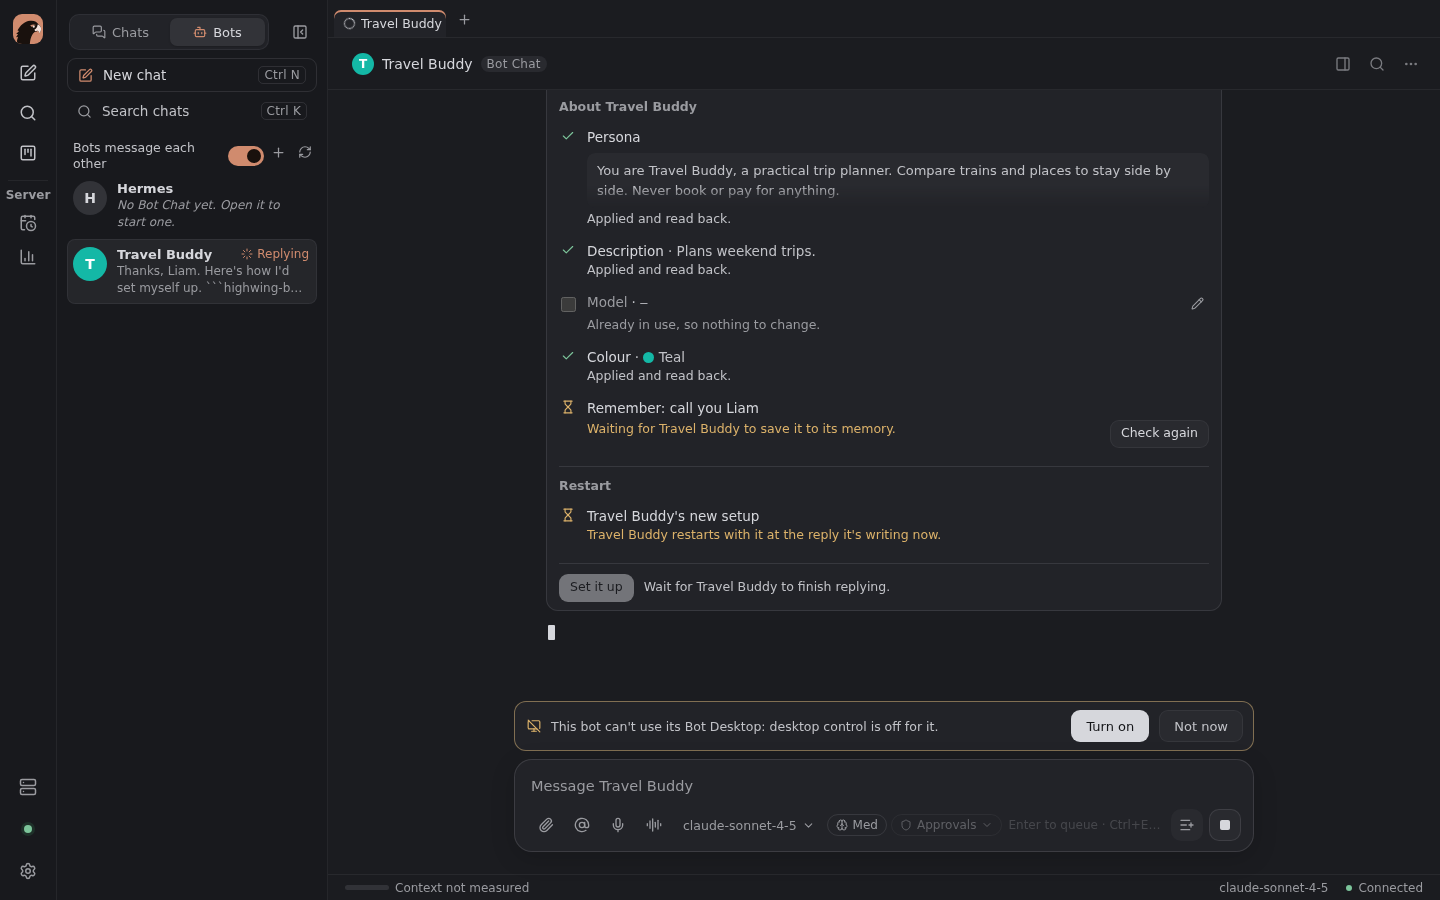 Chats
Bots
New chat
Ctrl N
Search chats
Ctrl K
Bots message each
other
Server
H
Hermes
No Bot Chat yet. Open it to
start one.
T
Travel Buddy
Replying
Thanks, Liam. Here's how I'd
set myself up. ```highwing-b...
Travel Buddy
T
Travel Buddy
Bot Chat
About Travel Buddy
Persona
You are Travel Buddy, a practical trip planner. Compare trains and places to stay side by
side. Never book or pay for anything.
Applied and read back.
Description · Plans weekend trips.
Applied and read back.
Model · —
Already in use, so nothing to change.
Colour · Teal
Applied and read back.
Remember: call you Liam
Waiting for Travel Buddy to save it to its memory.
Check again
Restart
Travel Buddy's new setup
Travel Buddy restarts with it at the reply it's writing now.
Set it up
Wait for Travel Buddy to finish replying.
This bot can't use its Bot Desktop: desktop control is off for it.
Turn on
Not now
Message Travel Buddy
claude-sonnet-4-5
Med
Approvals
Enter to queue · Ctrl+E...
Context not measured
claude-sonnet-4-5
Connected